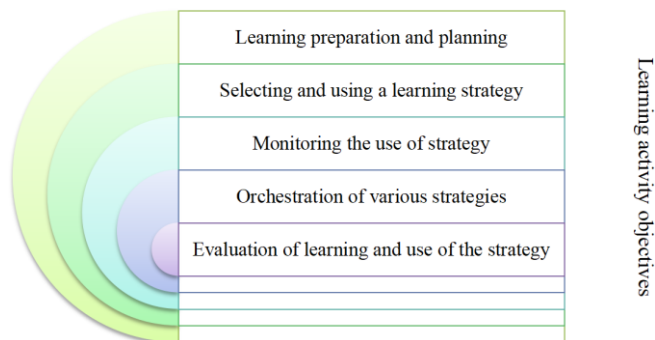 Learning preparation and planning
Selecting and using a learning strategy
Monitoring the use of strategy
Orchestration of various strategies
Evaluation of learning and use of the strategy
Learning activity objectives